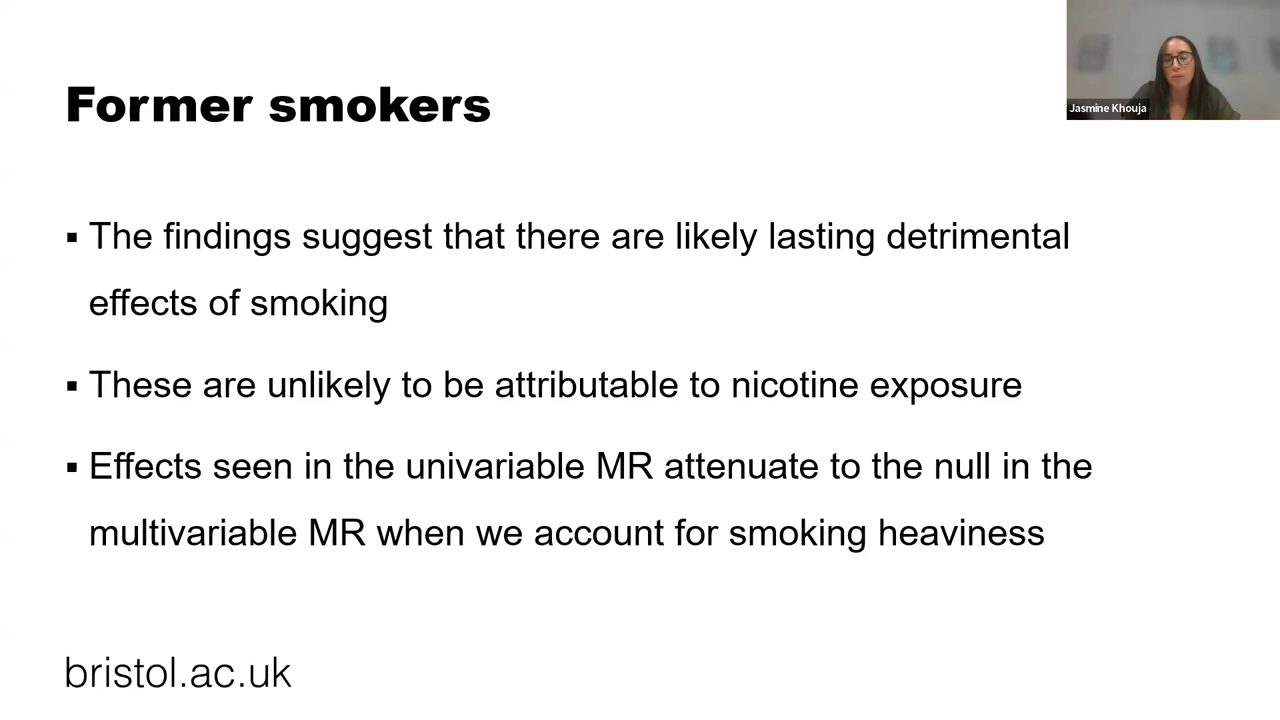 Former smokers
Jasmine Khouja
▪ The findings suggest that there are likely lasting detrimental
effects of smoking
▪ These are unlikely to be attributable to nicotine exposure
▪ Effects seen in the univariable MR attenuate to the null in the
multivariable MR when we account for smoking heaviness
bristol.ac.uk